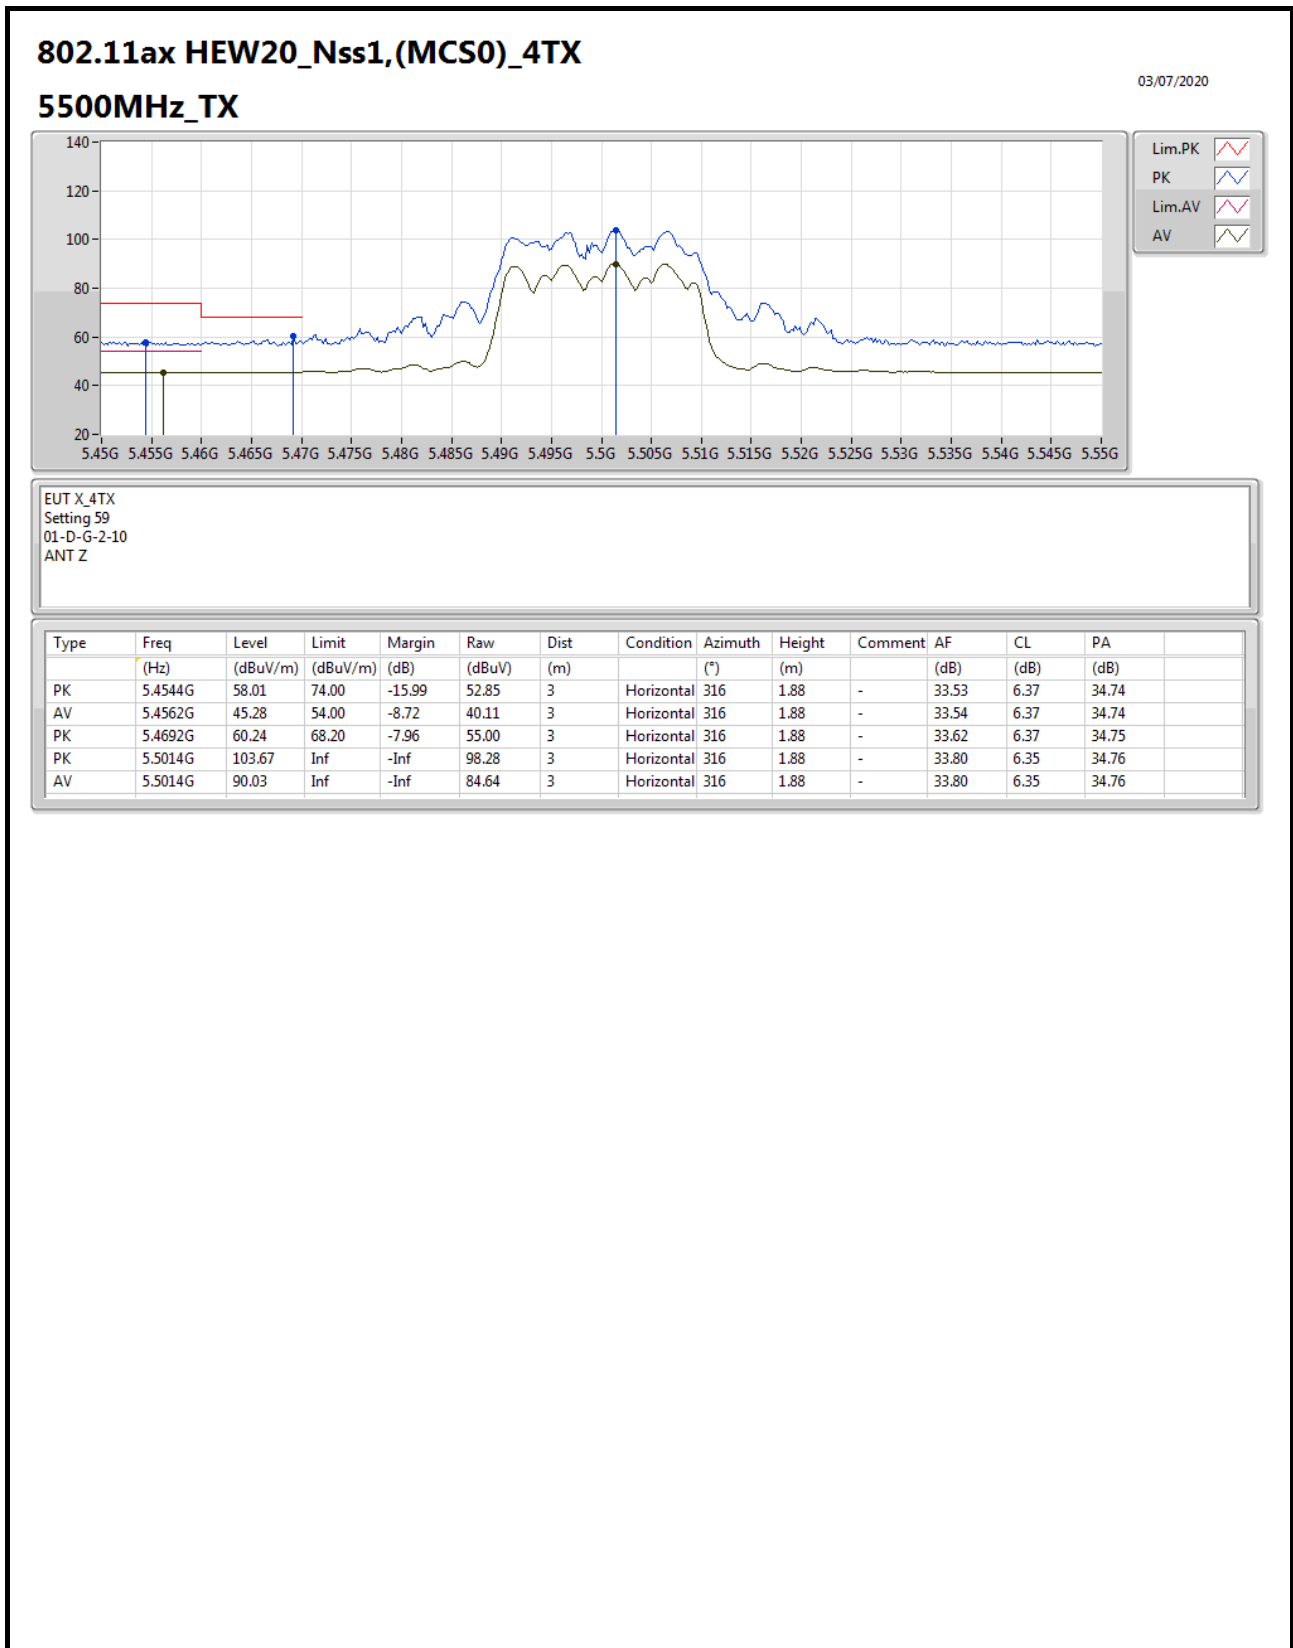 802.11ax HEW20_Nss1,(MCS0)_4TX
03/07/2020
5500MHz_TX
140
120
100
80
60
40
20
5.45G 5.455G 5.46G 5.465G 5.47G 5.475G 5.48G 5.485G 5.49G 5.495G 5.5G 5.505G 5.51G 5.515G 5.52G 5.525G 5.53G 5.535G 5.54G 5.545G 5.55G
Lim.PK
PK
Lim.AV
AV
EUT X_4TX
Setting 59
01-D-G-2-10
ANT Z
Type Freq Level Limit Margin Raw Dist Condition Azimuth Height Comment AF CL PA
(Hz) (dBuV/m) (dBuV/m) (dB) (dBuV) (m) (°) (m) (dB) (dB) (dB)
PK 5.4544G 58.01 74.00 -15.99 52.85 3 Horizontal 316 1.88 - 33.53 6.37 34.74
AV 5.4562G 45.28 54.00 -8.72 40.11 3 Horizontal 316 1.88 - 33.54 6.37 34.74
PK 5.4692G 60.24 68.20 -7.96 55.00 3 Horizontal 316 1.88 - 33.62 6.37 34.75
PK 5.5014G 103.67 Inf -Inf 98.28 3 Horizontal 316 1.88 - 33.80 6.35 34.76
AV 5.5014G 90.03 Inf -Inf 84.64 3 Horizontal 316 1.88 - 33.80 6.35 34.76